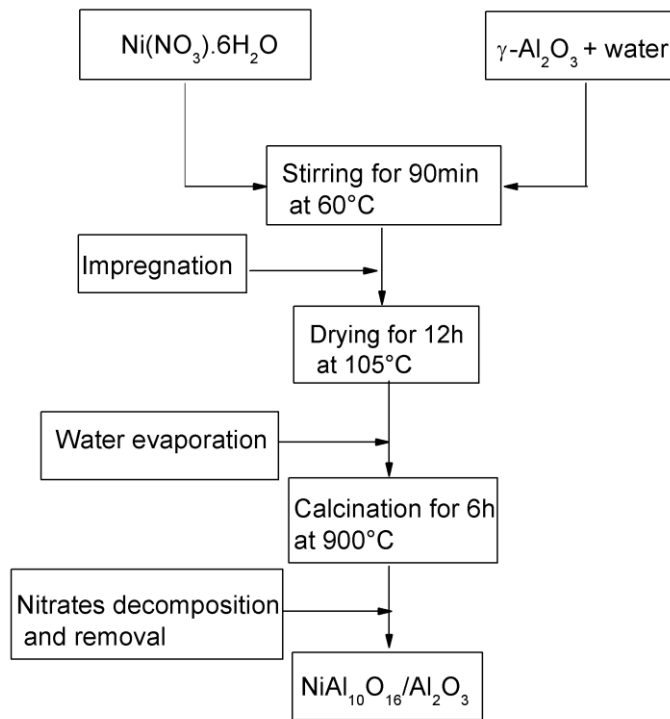 Ni(NO₃).6H₂O
γ-Al₂O₃ + water
Stirring for 90min
at 60°C
Impregnation
Drying for 12h
at 105°C
Water evaporation
Calcination for 6h
at 900°C
Nitrates decomposition
and removal
NiAl₁₀O₁₆/Al₂O₃